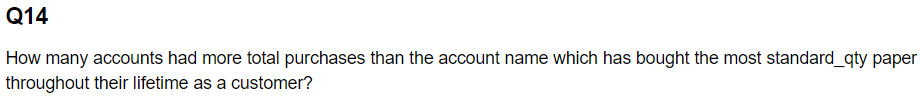 Q14
How many accounts had more total purchases than the account name which has bought the most standard_qty paper
throughout their lifetime as a customer?